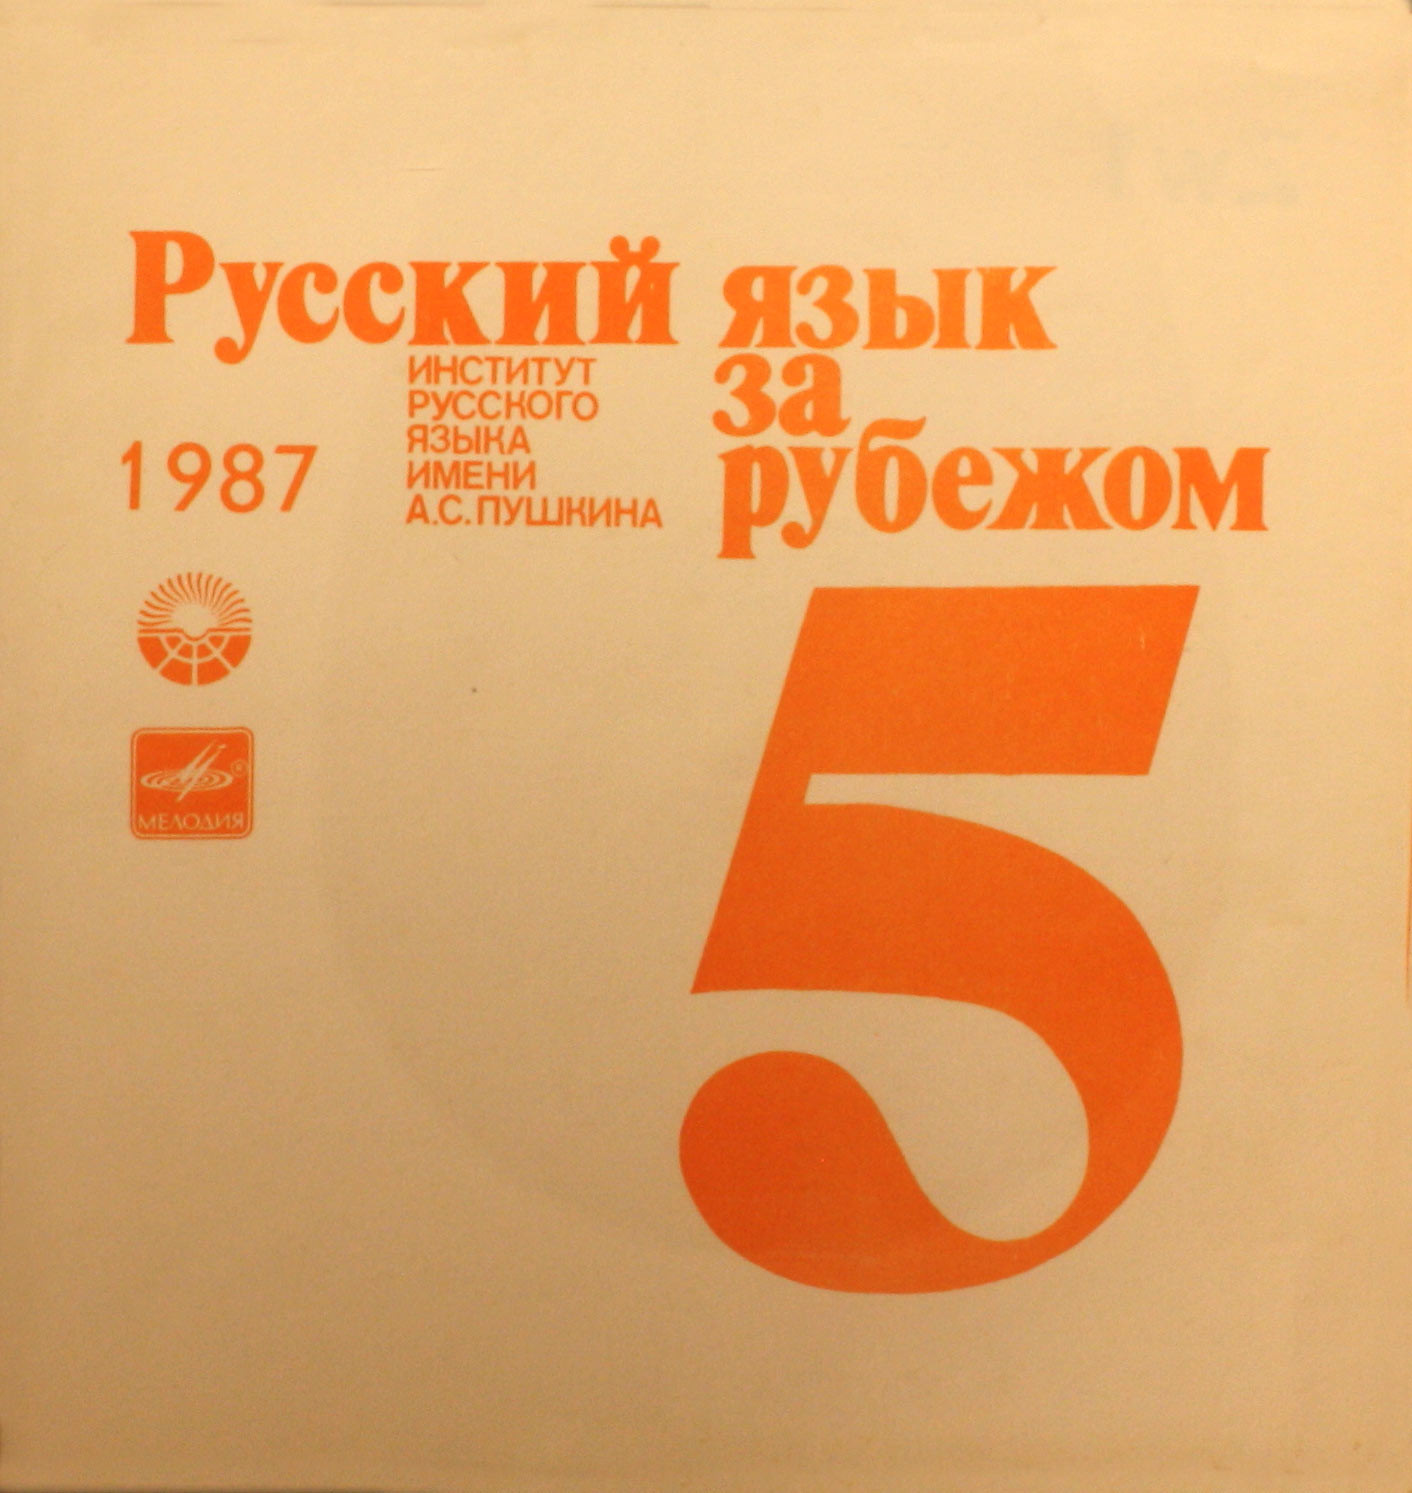 Русский язык
за
рубежом
ИНСТИТУТ
РУССКОГО
ЯЗЫКА
ИМЕНИ
А.С.ПУШКИНА
1987
МЕЛОДИЯ
®
5